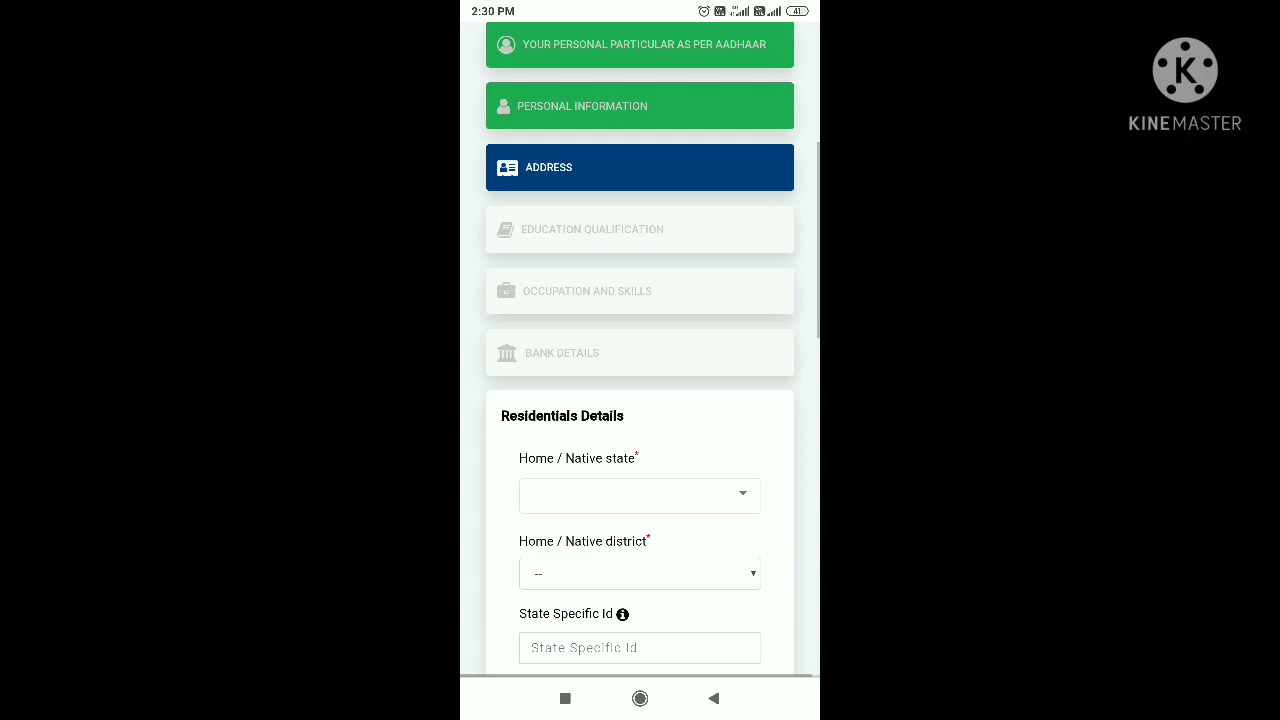 2:30 PM
41
YOUR PERSONAL PARTICULAR AS PER AADHAAR
K
KINEMASTER
PERSONAL INFORMATION
ADDRESS
EDUCATION QUALIFICATION
OCCUPATION AND SKILLS
BANK DETAILS
Residentials Details
Home / Native state*
Home / Native district*
--
State Specific Id
State Specific Id